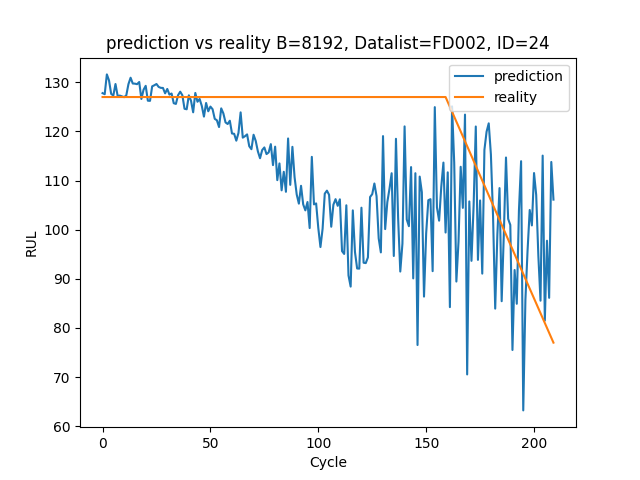 prediction vs reality B=8192, Datalist=FD002, ID=24
prediction
reality
130
120
110
100
90
80
70
60
RUL
0
50
100
150
200
Cycle